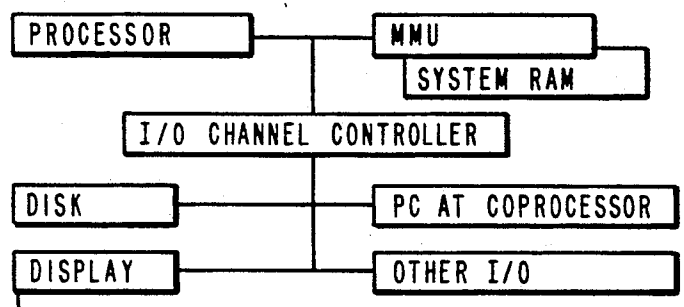 PROCESSOR
MMU
SYSTEM RAM
I/O CHANNEL CONTROLLER
DISK
PC AT COPROCESSOR
DISPLAY
OTHER I/O